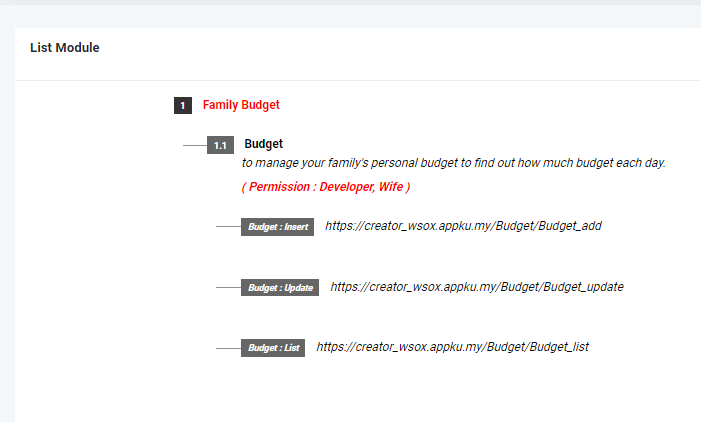 List Module
1 Family Budget
1.1 Budget
to manage your family's personal budget to find out how much budget each day.
( Permission : Developer, Wife )
Budget : Insert https://creator_wsox.appku.my/Budget/Budget_add
Budget : Update https://creator_wsox.appku.my/Budget/Budget_update
Budget : List https://creator_wsox.appku.my/Budget/Budget_list